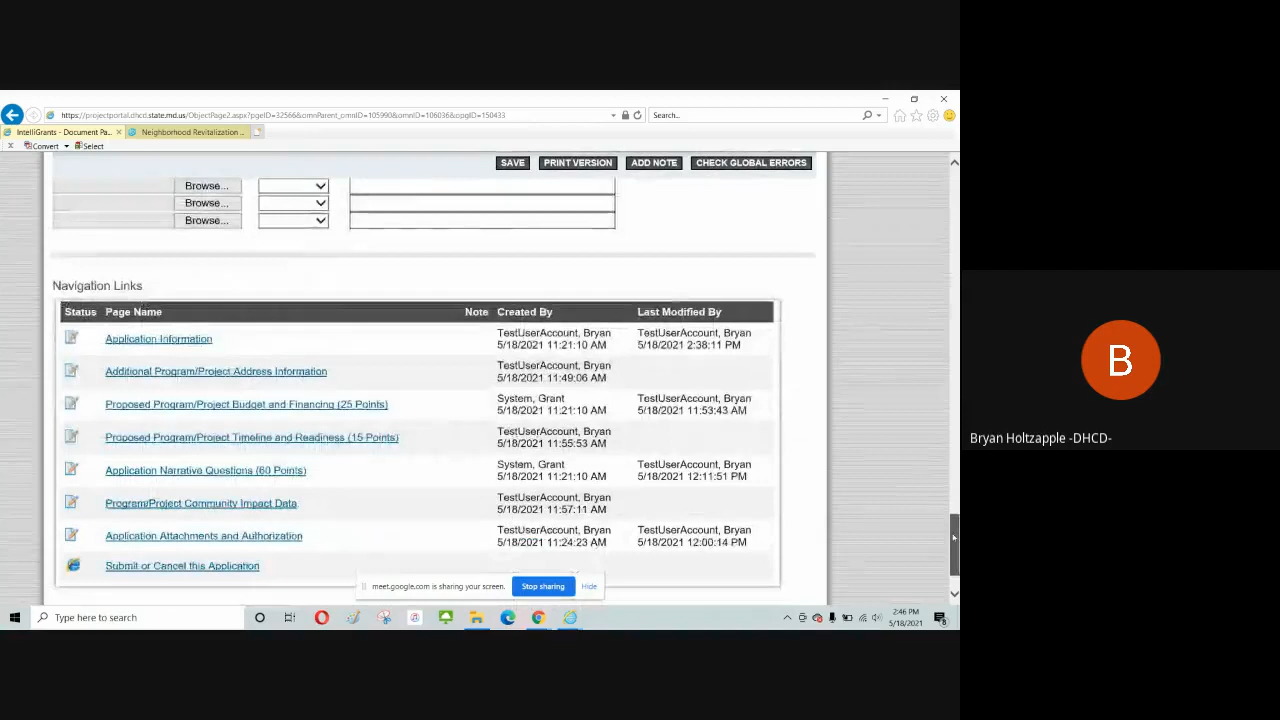 https://projectportal.dhcd.state.md.us/ObjectPage2.aspx?pgeID=32566&omnParent_omnID=105990&omnID=106036&opgID=150433
Search...
IntelliGrants - Document Pa...
Neighborhood Revitalization ...
x Convert Select
SAVE PRINT VERSION ADD NOTE CHECK GLOBAL ERRORS
Browse...
Browse...
Browse...
Navigation Links
Status Page Name Note Created By Last Modified By
Application Information TestUserAccount, Bryan TestUserAccount, Bryan
5/18/2021 11:21:10 AM 5/18/2021 2:38:11 PM
Additional Program/Project Address Information TestUserAccount, Bryan
5/18/2021 11:49:06 AM
Proposed Program/Project Budget and Financing (25 Points) System, Grant TestUserAccount, Bryan
5/18/2021 11:21:10 AM 5/18/2021 11:53:43 AM
Proposed Program/Project Timeline and Readiness (15 Points) TestUserAccount, Bryan
5/18/2021 11:55:53 AM
Application Narrative Questions (60 Points) System, Grant TestUserAccount, Bryan
5/18/2021 11:21:10 AM 5/18/2021 12:11:51 PM
Program/Project Community Impact Data TestUserAccount, Bryan
5/18/2021 11:57:11 AM
Application Attachments and Authorization TestUserAccount, Bryan TestUserAccount, Bryan
5/18/2021 11:24:23 AM 5/18/2021 12:00:14 PM
Submit or Cancel this Application
meet.google.com is sharing your screen. Stop sharing Hide
Type here to search
2:46 PM
5/18/2021
B
Bryan Holtzapple -DHCD-